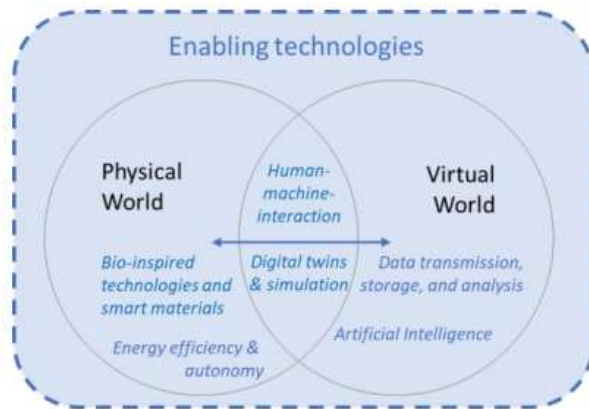 Enabling technologies
Physical
World
Human-
machine-
interaction
Virtual
World
Bio-inspired
technologies and
smart materials
Digital twins
& simulation
Data transmission,
storage, and analysis
Energy efficiency &
autonomy
Artificial Intelligence